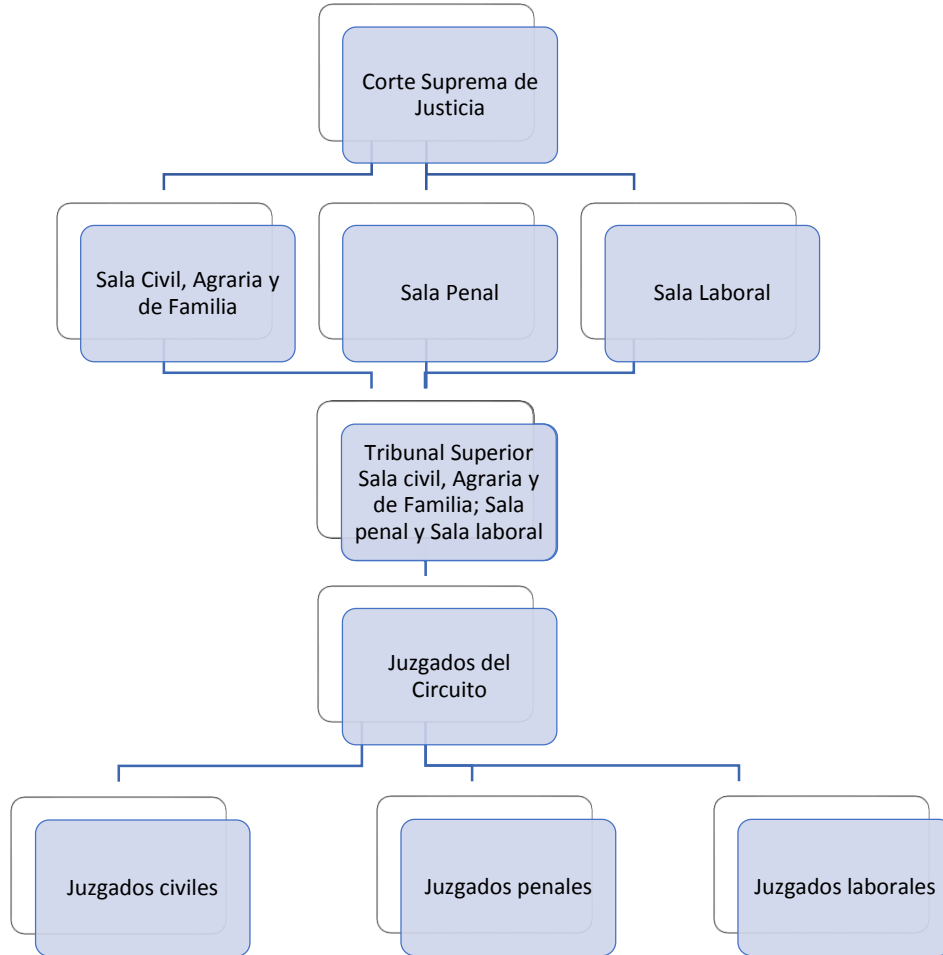 Corte Suprema de
Justicia
Sala Civil, Agraria y
de Familia
Sala Penal
Sala Laboral
Tribunal Superior
Sala civil, Agraria y
de Familia; Sala
penal y Sala laboral
Juzgados del
Circuito
Juzgados civiles
Juzgados penales
Juzgados laborales